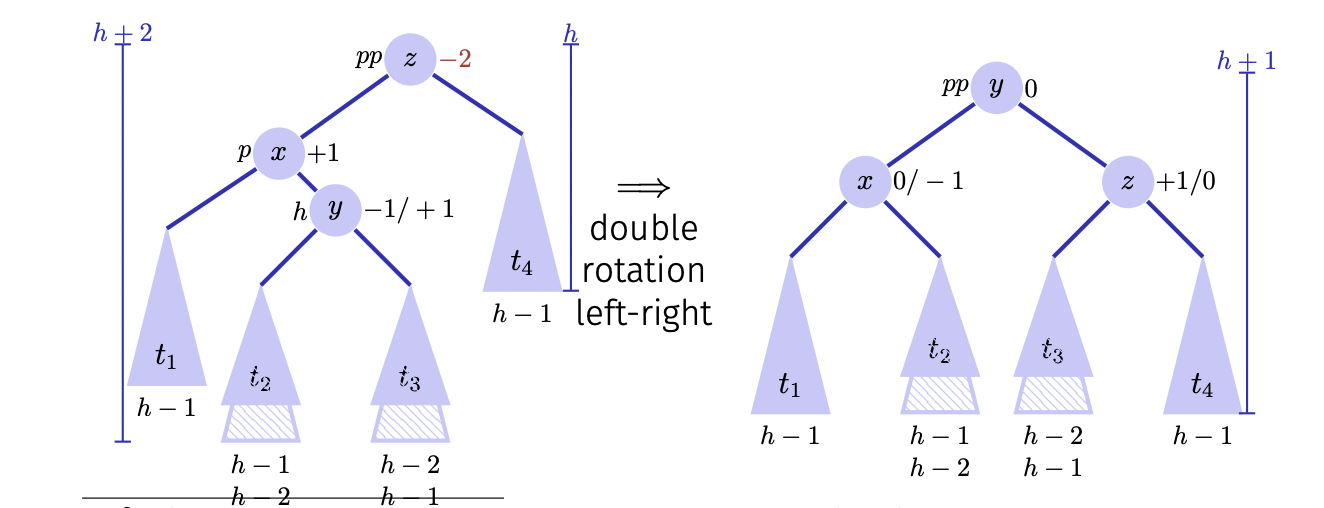 h + 2
h
pp z −2
h + 1
pp y 0
p x +1
x 0/ − 1
z +1/0
h y −1/ + 1
⟹
double
rotation
left-right
t4
h − 1
t1
h − 1
t2
t3
h − 1
h − 2
h − 2
h − 1
t1
t2
t3
t4
h − 1
h − 1
h − 2
h − 1
h − 2
h − 1